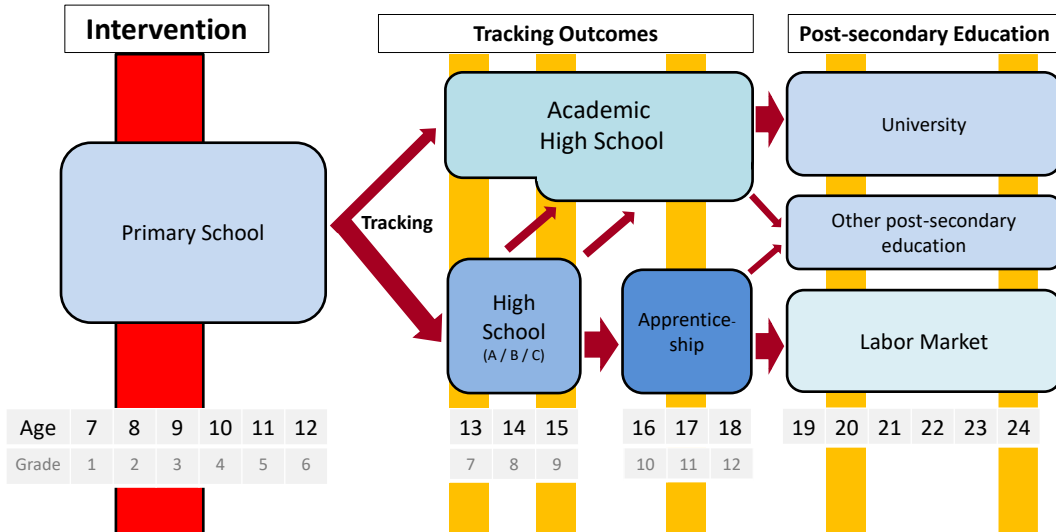 Intervention
Tracking Outcomes
Post-secondary Education
Primary School
Tracking
Academic
High School
University
Other post-secondary
education
High
School
(A / B / C)
Apprentice-
ship
Labor Market
Age 7 8 9 10 11 12 13 14 15 16 17 18 19 20 21 22 23 24
Grade 1 2 3 4 5 6 7 8 9 10 11 12